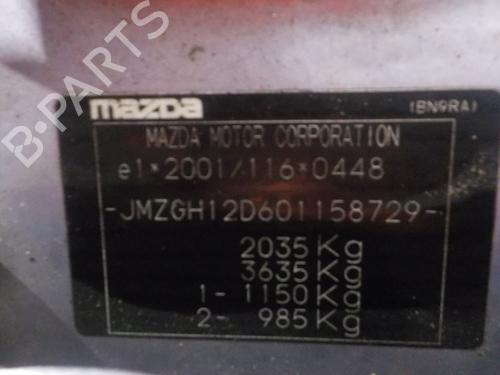 mazda (BN9RA)
MAZDA MOTOR CORPORATION
e1*2001/116*0448
-JMZGH12D601158729-
2035 Kg
3635 Kg
1- 1150 Kg
2- 985 Kg
B-PARTS